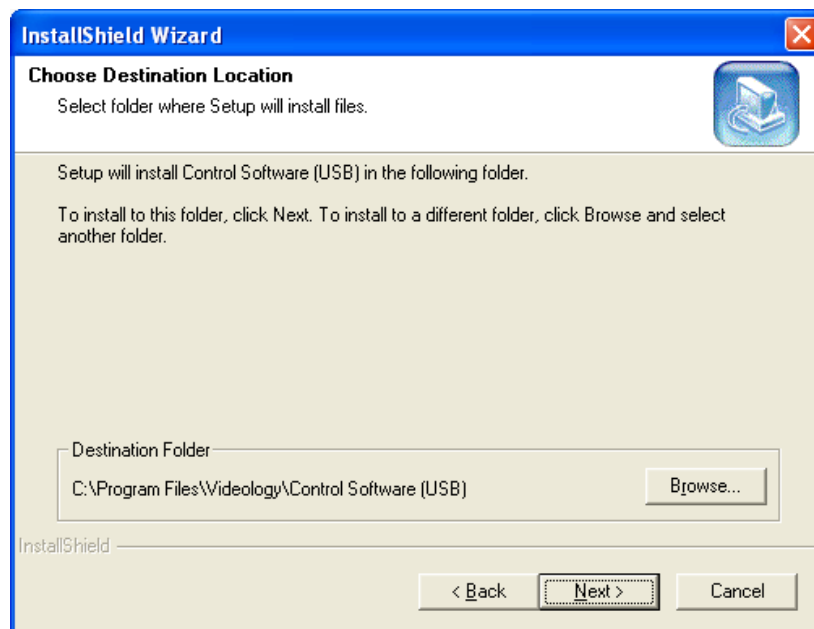 InstallShield Wizard
Choose Destination Location
Select folder where Setup will install files.
Setup will install Control Software (USB) in the following folder.
To install to this folder, click Next. To install to a different folder, click Browse and select
another folder.
Destination Folder
C:\Program Files\Videology\Control Software (USB)
Browse...
InstallShield
< Back
Next >
Cancel